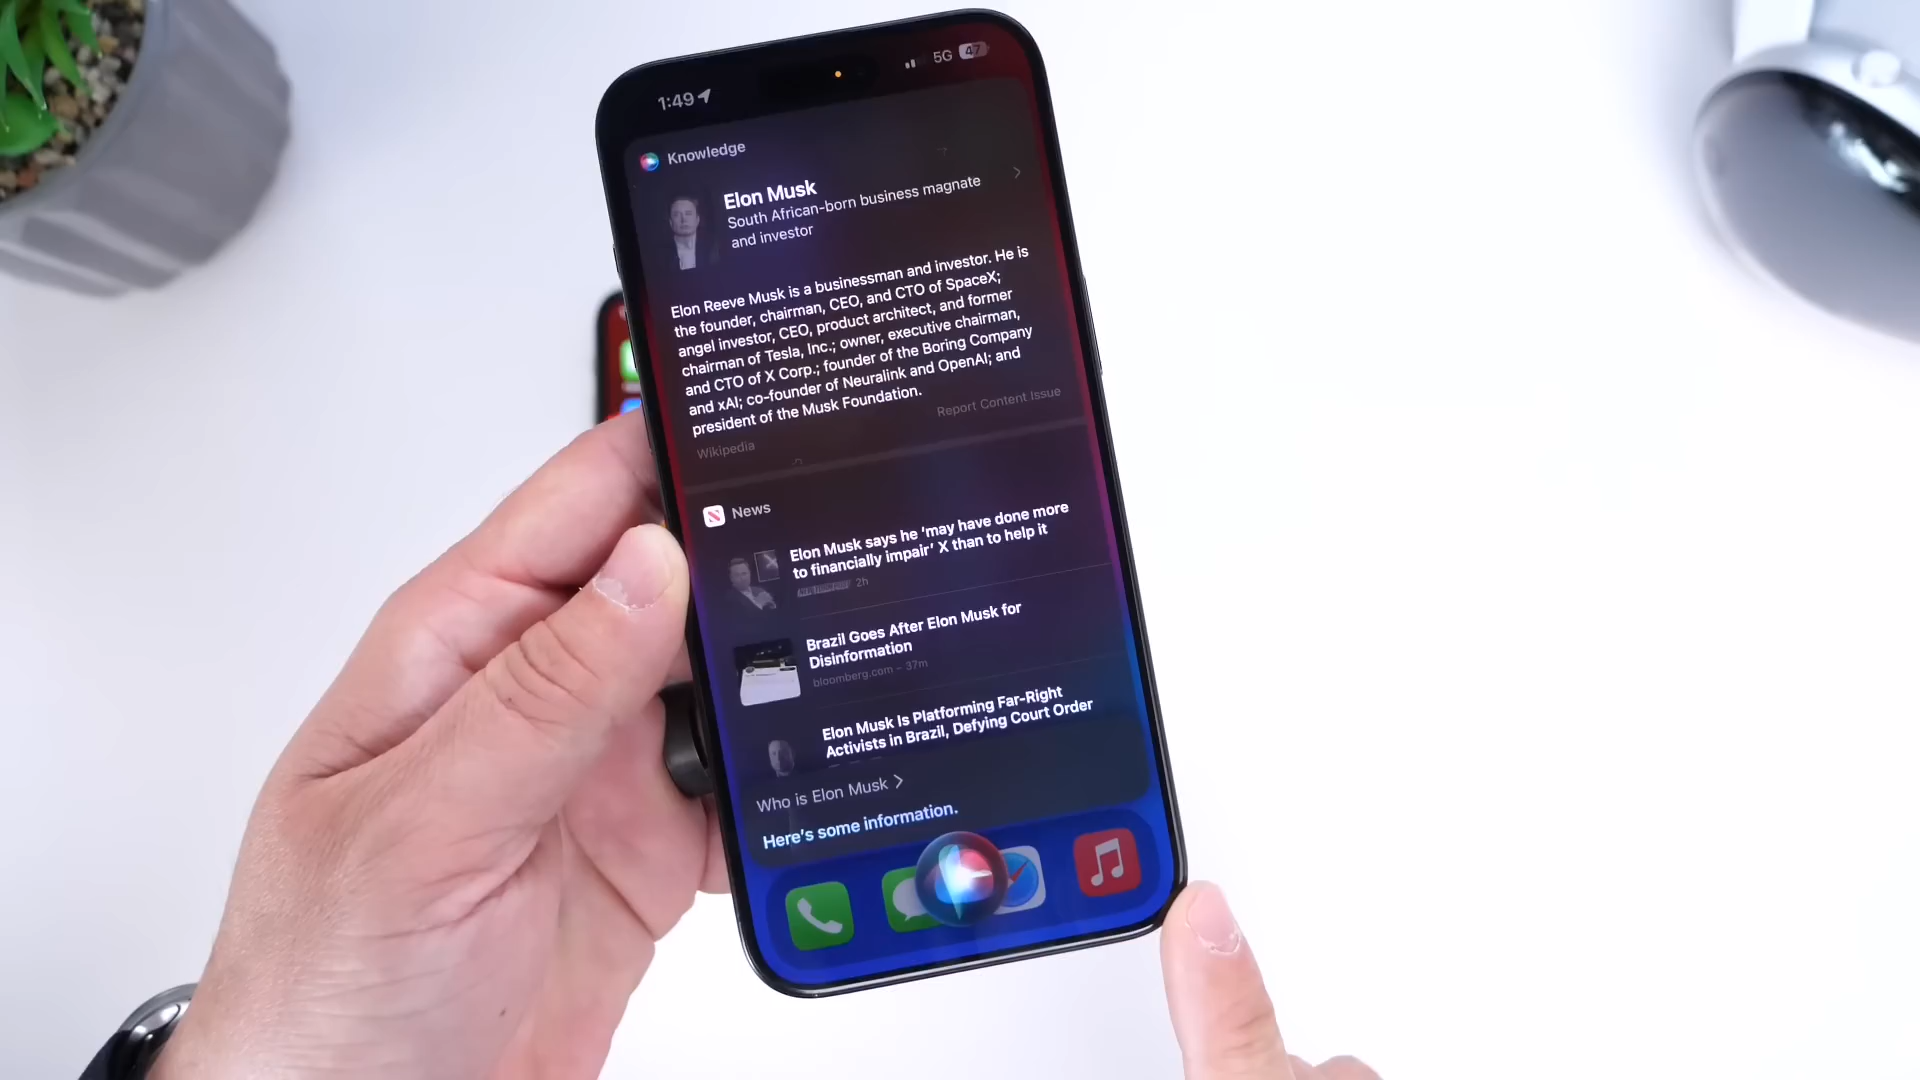 1:49
5G 47
Knowledge
Elon Musk
South African-born business magnate
and investor
Elon Reeve Musk is a businessman and investor. He is
the founder, chairman, CEO, and CTO of SpaceX;
angel investor, CEO, product architect, and former
chairman of Tesla, Inc.; owner, executive chairman,
and CTO of X Corp.; founder of the Boring Company
and xAI; co-founder of Neuralink and OpenAI; and
president of the Musk Foundation.
Report Content Issue
Wikipedia
News
Elon Musk says he ‘may have done more
to financially impair’ X than to help it
2h
Brazil Goes After Elon Musk for
Disinformation
bloomberg.com – 37m
Elon Musk Is Platforming Far-Right
Activists in Brazil, Defying Court Order
Who is Elon Musk
Here's some information.